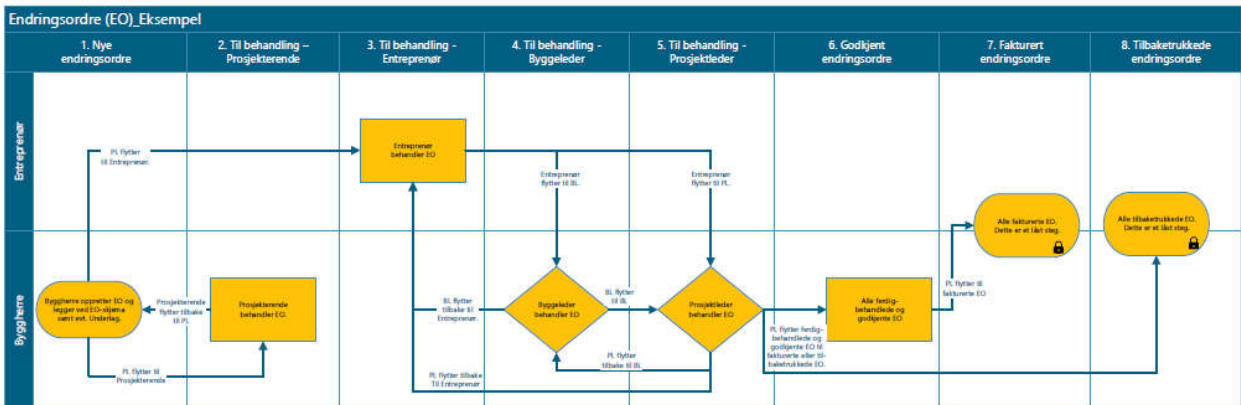 Endringsordre (EO)_Eksempel
1. Nye
endringsordre
2. Til behandling –
Prosjekterende
3. Til behandling -
Entreprenør
4. Til behandling -
Byggeleder
5. Til behandling -
Prosjektleder
6. Godkjent
endringsordre
7. Fakturert
endringsordre
8. Tilbaketrukkede
endringsordre
Entreprenør
PL flytter
til Entreprenør.
Entreprenør
behandler EO
Entreprenør
flytter til BL.
Entreprenør
flytter til PL.
Alle fakturerte EO.
Dette er et låst steg.
Alle tilbaketrukkede EO.
Dette er et låst steg.
Byggherre
Byggherre oppretter EO og
legger ved EO-skjema
samt evt. Underlag.
Prosjekterende
flytter tilbake
til PL
Prosjekterende
behandler EO.
BL flytter
tilbake til
Entreprenør.
Byggeleder
behandler EO
BL flytter
til BL
Prosjektleder
behandler EO
Alle ferdig-
behandlede og
godkjente EO
PL flytter til
fakturerte EO
PL flytter ferdig-
behandlede og
godkjente EO til
fakturerte eller til-
baketrukkede EO.
PL flytter
tilbake til BL
PL flytter til
Prosjekterende
PL flytter tilbake
Til Entreprenør